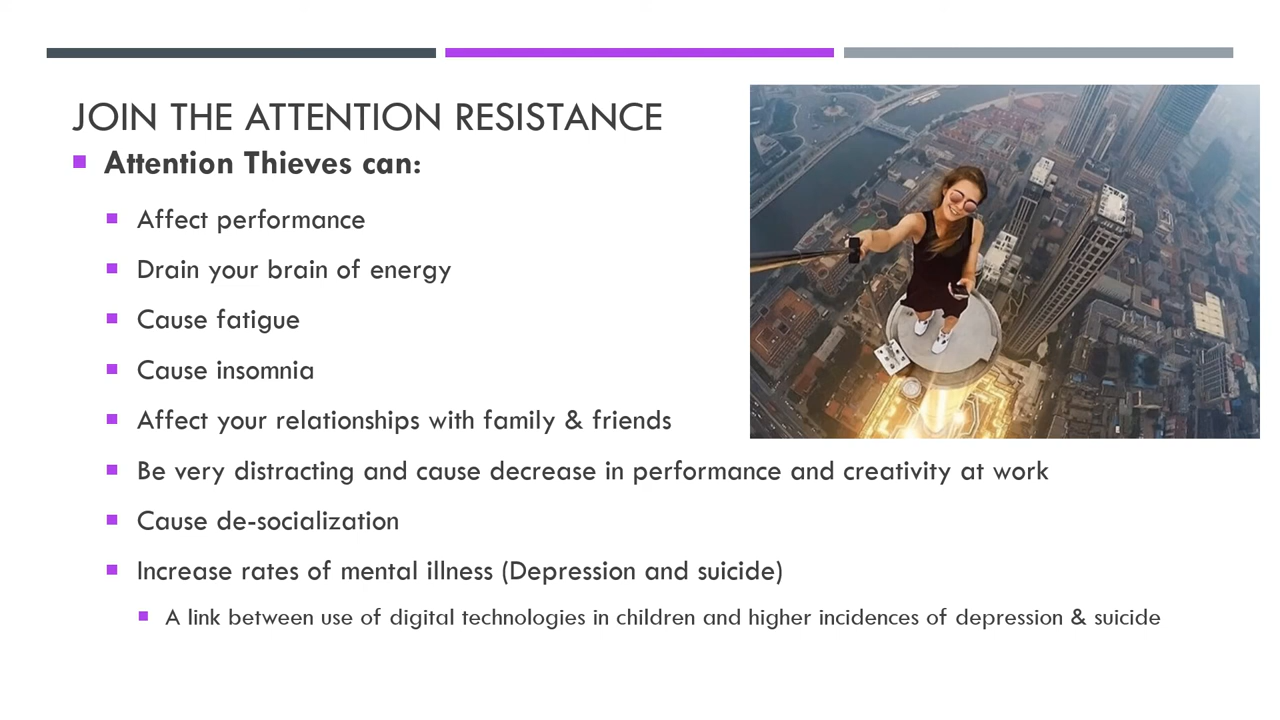 JOIN THE ATTENTION RESISTANCE
Attention Thieves can:
Affect performance
Drain your brain of energy
Cause fatigue
Cause insomnia
Affect your relationships with family & friends
Be very distracting and cause decrease in performance and creativity at work
Cause de-socialization
Increase rates of mental illness (Depression and suicide)
A link between use of digital technologies in children and higher incidences of depression & suicide